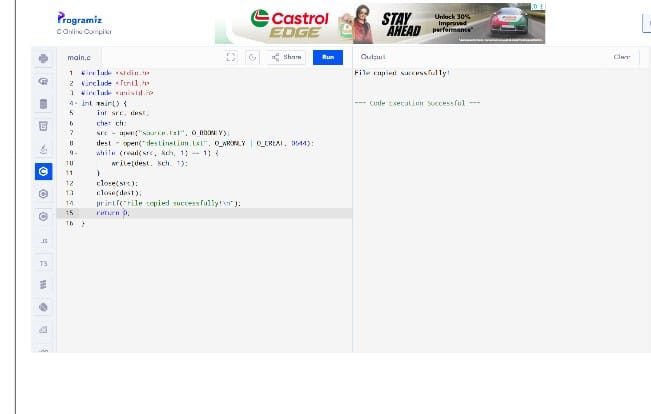 Programiz
C Online Compiler
Castrol
EDGE
STAY
AHEAD
Unlock 30%
improved
performance*
main.c
Share
Run
Output
Clear
1 #include <stdio.h>
2 #include <fcntl.h>
3 #include <unistd.h>
4 int main() {
5 int src, dest;
6 char ch;
7 src = open("source.txt", O_RDONLY);
8 dest = open("destination.txt", O_WRONLY | O_CREAT, 0644);
9 while (read(src, &ch, 1) == 1) {
10 write(dest, &ch, 1);
11 }
12 close(src);
13 close(dest);
14 printf("File copied successfully!\n");
15 return 0;
16 }
File copied successfully!
=== Code Execution Successful ===
JS
TS